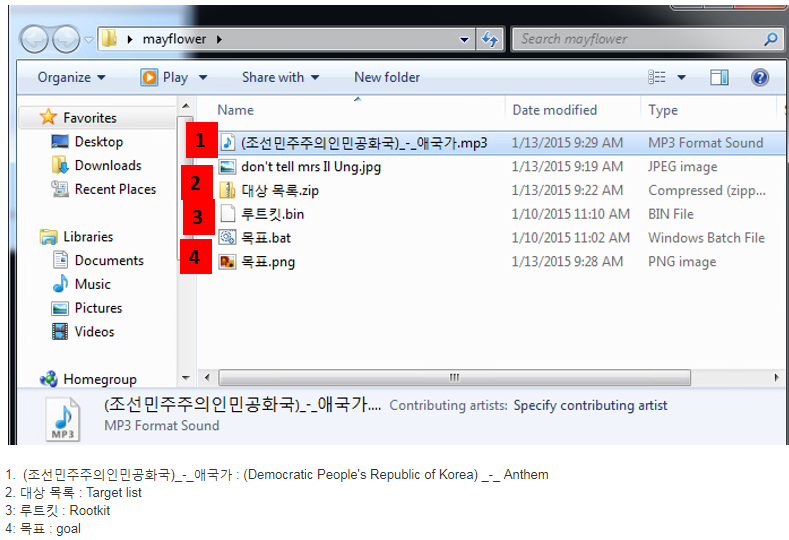 mayflower
Search mayflower
Organize Play Share with New folder
Name Date modified Type
Favorites
Desktop
Downloads
Recent Places
Libraries
Documents
Music
Pictures
Videos
Homegroup
1 (조선민주주의인민공화국)_-_애국가.mp3 1/13/2015 9:29 AM MP3 Format Sound
don't tell mrs Il Ung.jpg 1/13/2015 9:19 AM JPEG image
2 대상 목록.zip 1/13/2015 9:22 AM Compressed (zipp...
3 루트킷.bin 1/10/2015 11:10 AM BIN File
목표.bat 1/10/2015 11:02 AM Windows Batch File
4 목표.png 1/13/2015 9:28 AM PNG image
MP3
(조선민주주의인민공화국)_-_애국가.... Contributing artists: Specify contributing artist
MP3 Format Sound
1. (조선민주주의인민공화국)_-_애국가 : (Democratic People's Republic of Korea) _-_ Anthem
2. 대상 목록 : Target list
3: 루트킷 : Rootkit
4: 목표 : goal